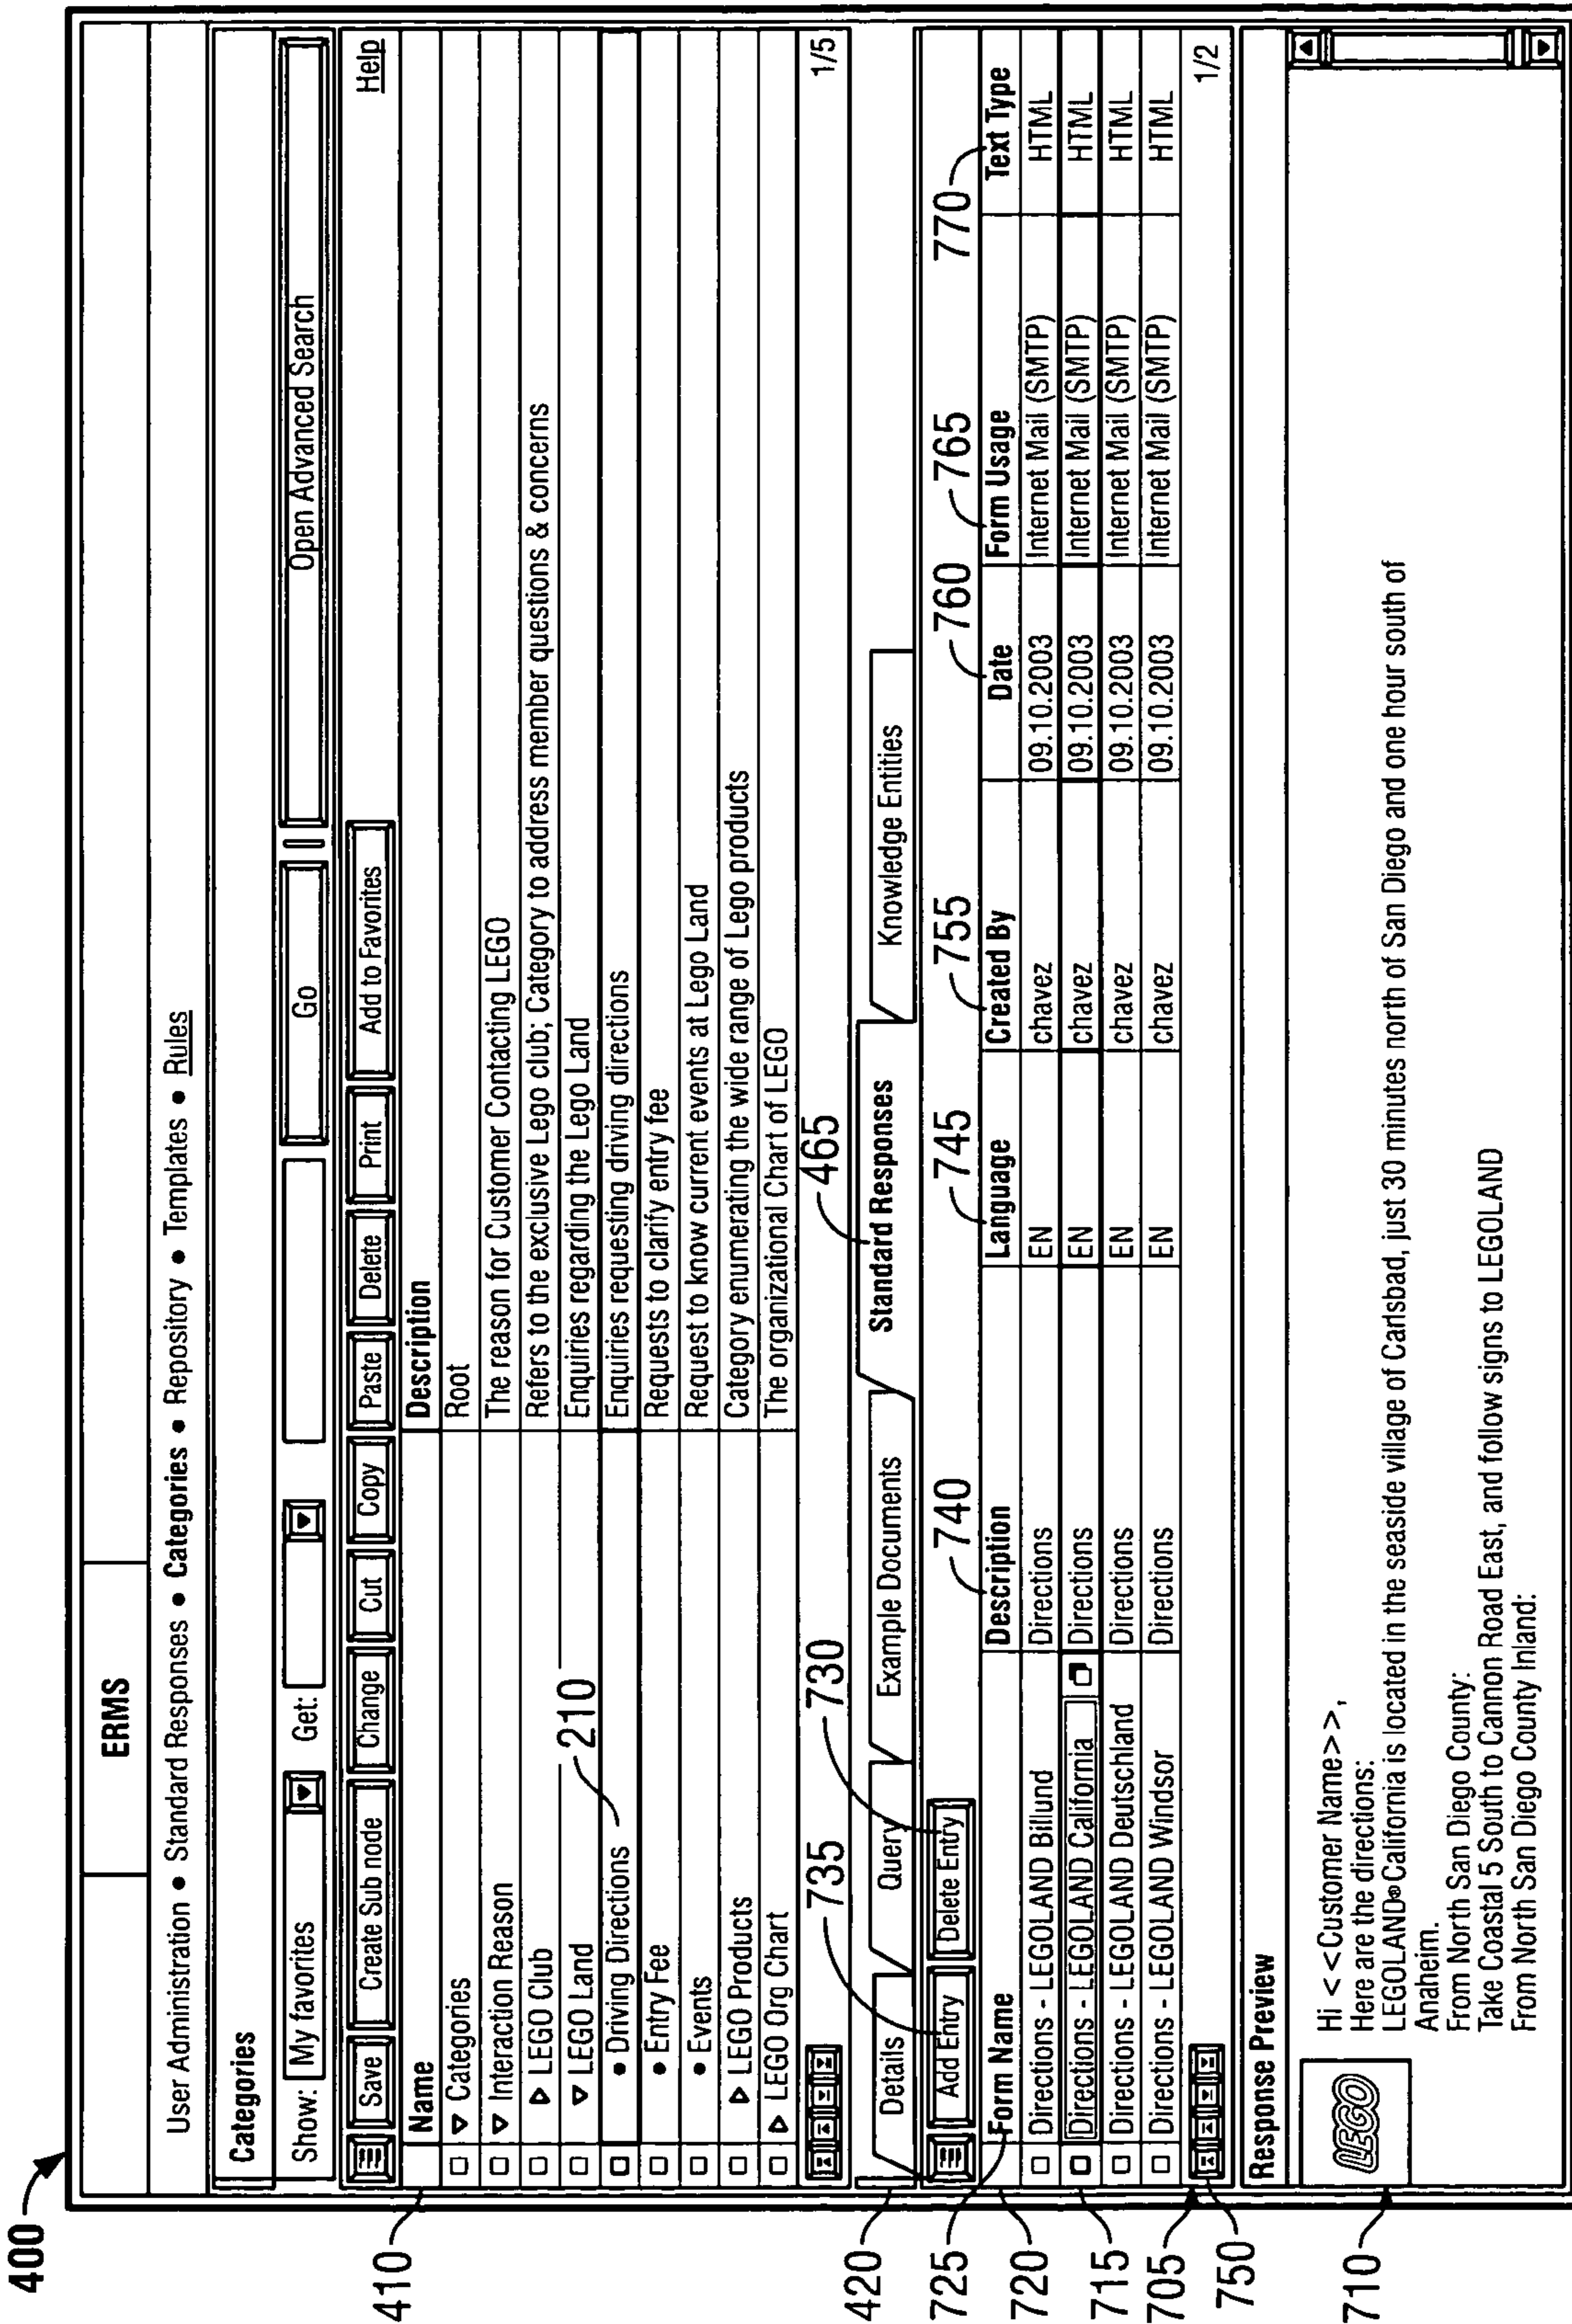 400
ERMS
User Administration • Standard Responses • Categories • Repository • Templates • Rules
Categories
Show: My favorites Get: Go Open Advanced Search
Save Create Sub node Change Cut Copy Paste Delete Print Add to Favorites Help
410
Name Description
Categories Root
Interaction Reason The reason for Customer Contacting LEGO
LEGO Club Refers to the exclusive Lego club; Category to address member questions & concerns
LEGO Land Enquiries regarding the Lego Land
• Driving Directions 210 Enquiries requesting driving directions
• Entry Fee Requests to clarify entry fee
• Events Request to know current events at Lego Land
LEGO Products Category enumerating the wide range of Lego products
LEGO Org Chart The organizational Chart of LEGO
1/5
735 730 465
420
Details Query Example Documents Standard Responses Knowledge Entities
Add Entry Delete Entry 740 745 755 760 765 770
725
Form Name Description Language Created By Date Form Usage Text Type
720
Directions - LEGOLAND Billund Directions EN chavez 09.10.2003 Internet Mail (SMTP) HTML
Directions - LEGOLAND California Directions EN chavez 09.10.2003 Internet Mail (SMTP) HTML
715
Directions - LEGOLAND Deutschland Directions EN chavez 09.10.2003 Internet Mail (SMTP) HTML
Directions - LEGOLAND Windsor Directions EN chavez 09.10.2003 Internet Mail (SMTP) HTML
705
1/2
750
Response Preview
710
LEGO
Hi < <Customer Name> >,
Here are the directions:
LEGOLAND® California is located in the seaside village of Carlsbad, just 30 minutes north of San Diego and one hour south of
Anaheim.
From North San Diego County:
Take Coastal 5 South to Cannon Road East, and follow signs to LEGOLAND
From North San Diego County Inland: